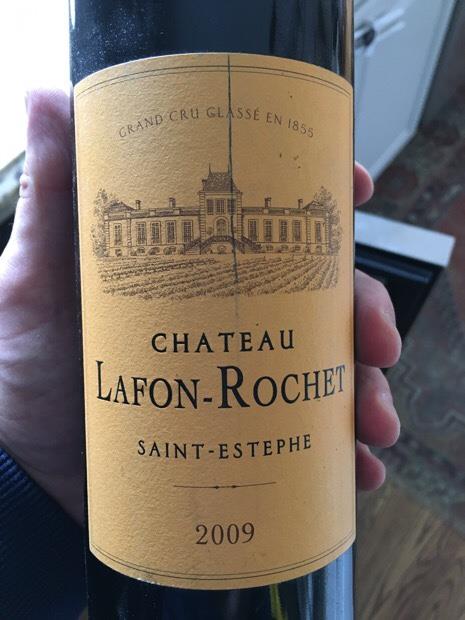 GRAND CRU CLASSÉ EN 1855
CHATEAU
LAFON-ROCHET
SAINT-ESTEPHE
2009